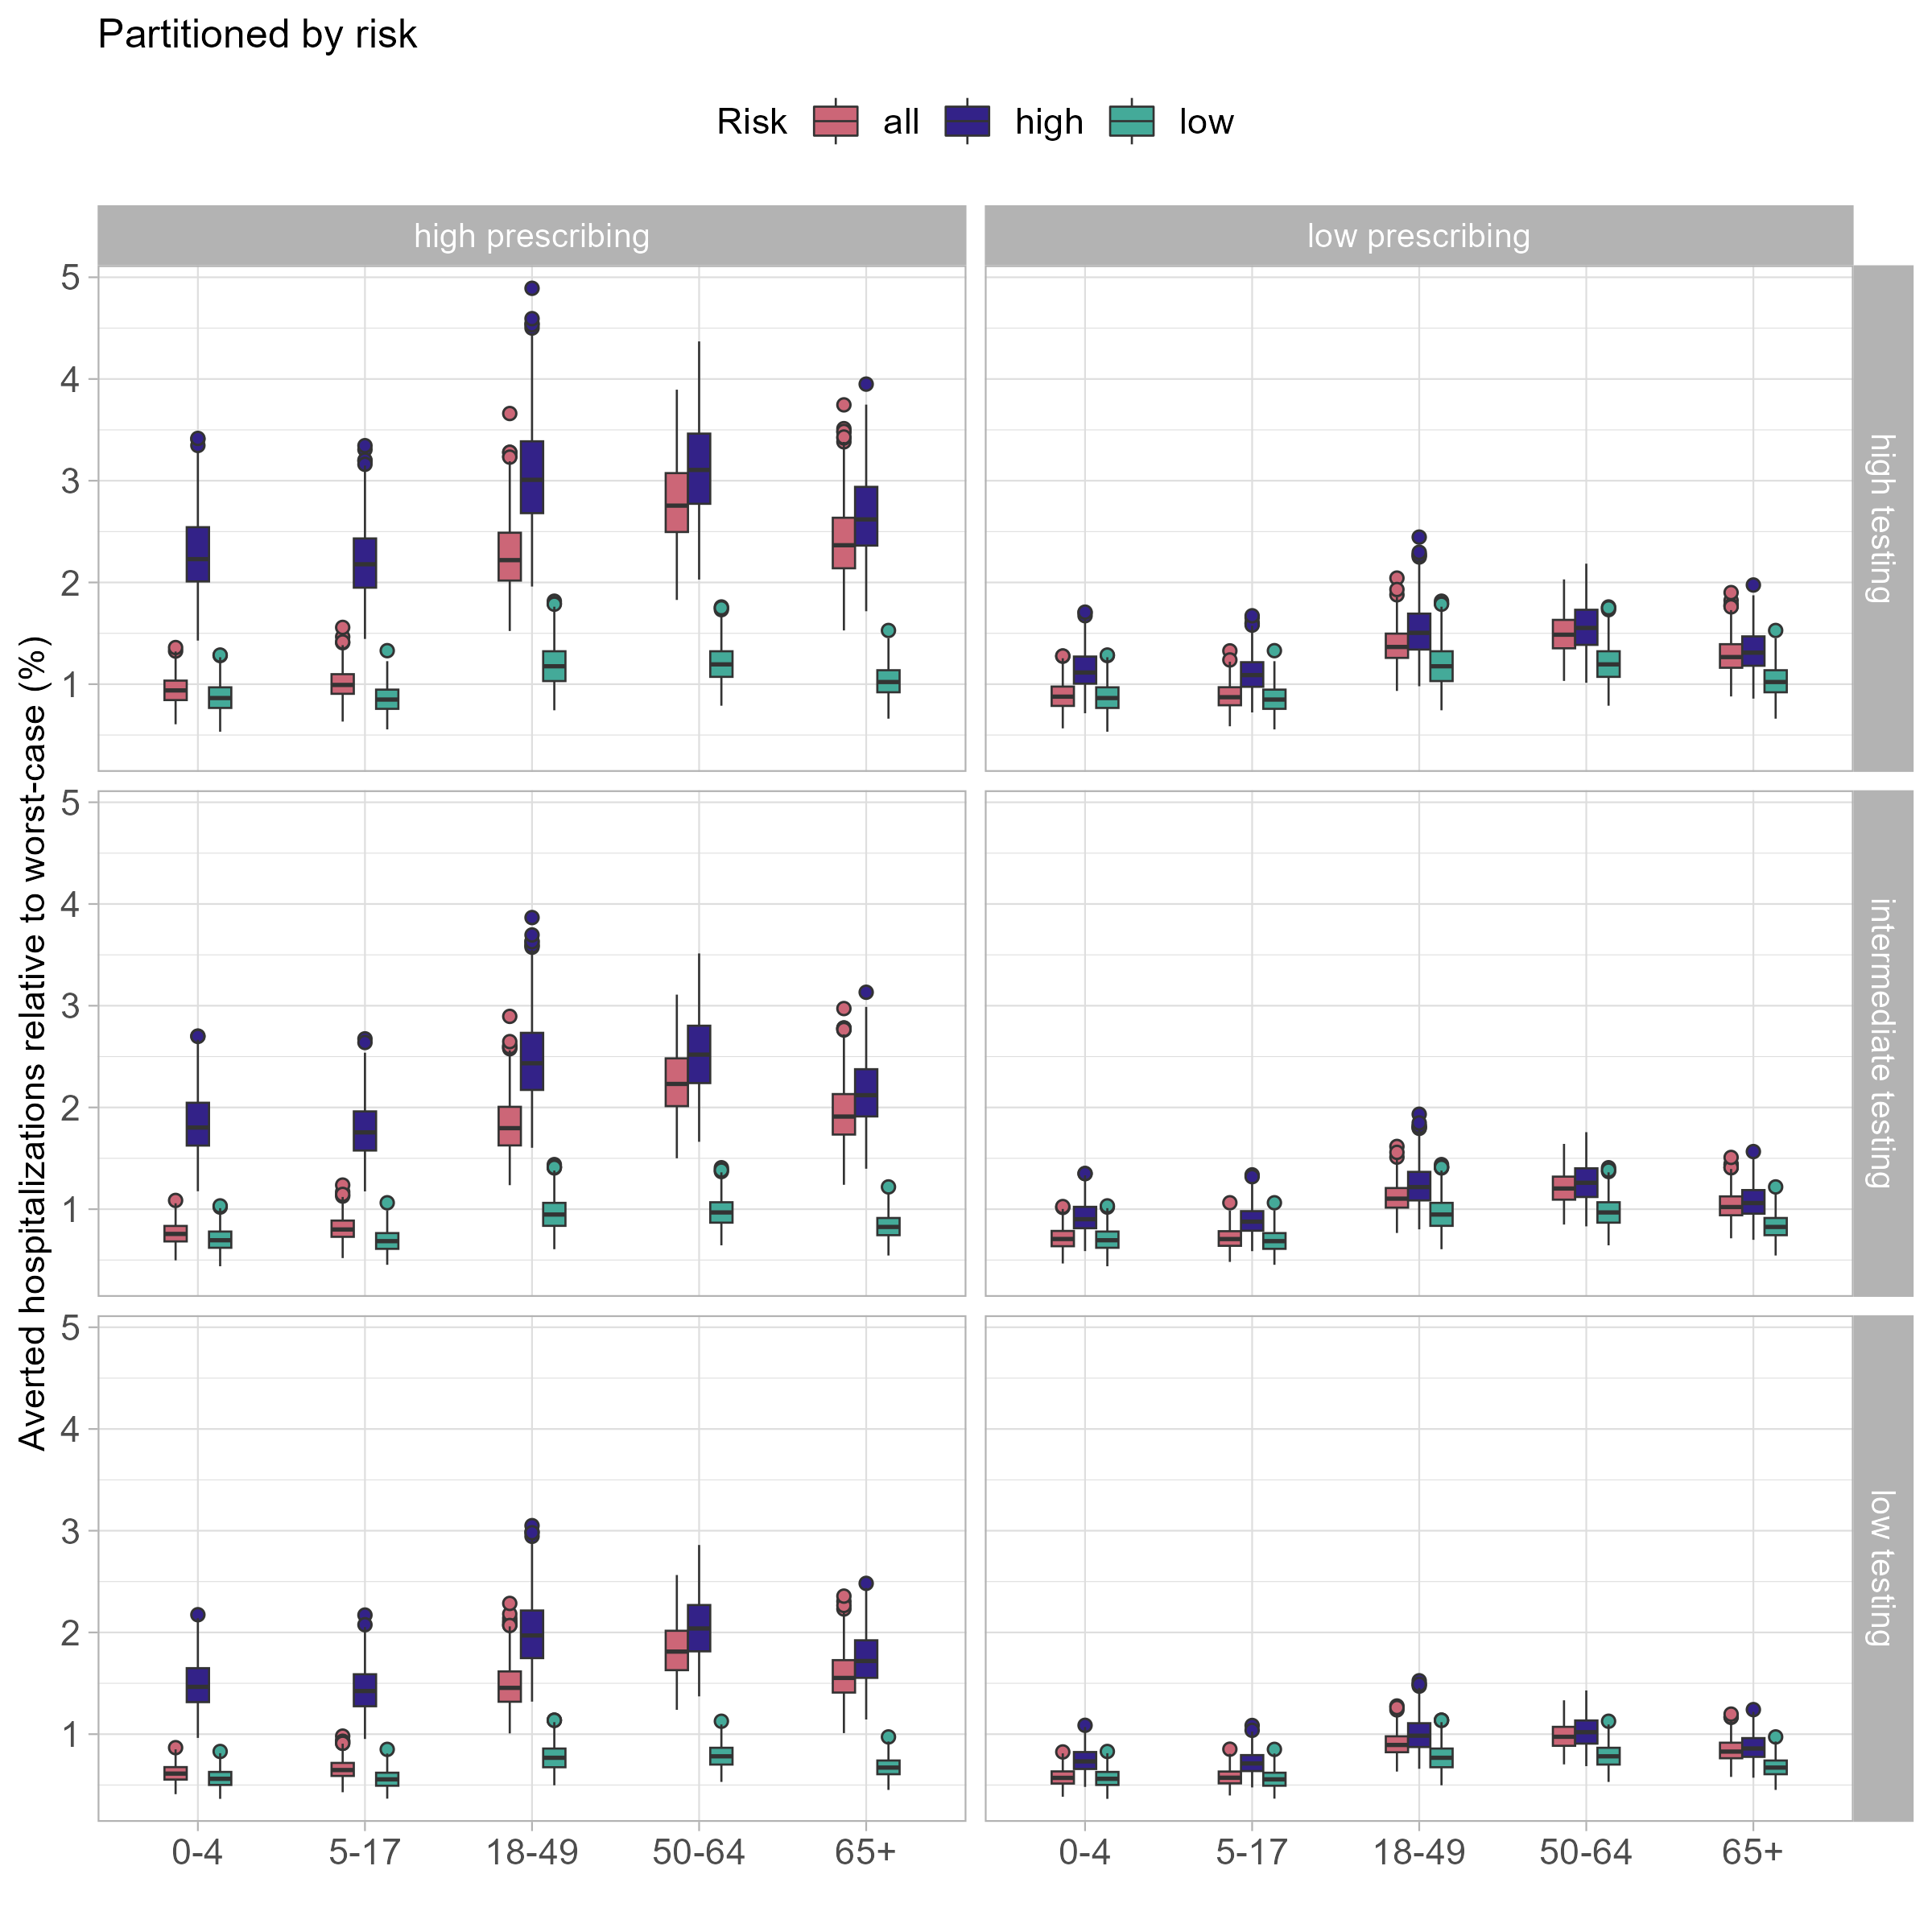 Partitioned by risk
Risk all high low
high prescribing low prescribing
Averted hospitalizations relative to worst-case (%)
5
4
3
2
1
high testing
5
4
3
2
1
intermediate testing
5
4
3
2
1
low testing
0-4 5-17 18-49 50-64 65+ 0-4 5-17 18-49 50-64 65+